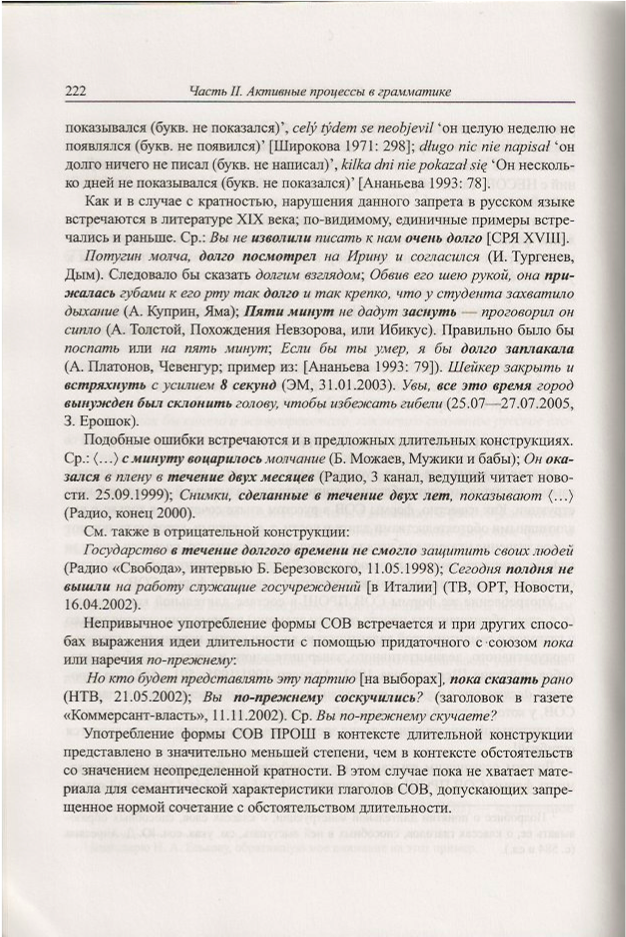 222 Часть II. Активные процессы в грамматике
показывался (букв. не показался)’, celý týdem se neobjevil ‘он целую неделю не
появлялся (букв. не появился)’ [Широкова 1971: 298]; długo nic nie napisał ‘он
долго ничего не писал (букв. не написал)’, kilka dni nie pokazał się ‘Он несколь-
ко дней не показывался (букв. не показался)’ [Ананьева 1993: 78].
Как и в случае с кратностью, нарушения данного запрета в русском языке
встречаются в литературе XIX века; по-видимому, единичные примеры встре-
чались и раньше. Ср.: Вы не изволили писать к нам очень долго [СРЯ XVIII].
Потугин молча, долго посмотрел на Ирину и согласился (И. Тургенев,
Дым). Следовало бы сказать долгим взглядом; Обвив его шею рукой, она при-
жалась губами к его рту так долго и так крепко, что у студента захватило
дыхание (А. Куприн, Яма); Пяти минут не дадут заснуть — проговорил он
сипло (А. Толстой, Похождения Невзорова, или Ибикус). Правильно было бы
поспать или на пять минут; Если бы ты умер, я бы долго заплакала
(А. Платонов, Чевенгур; пример из: [Ананьева 1993: 79]). Шейкер закрыть и
встряхнуть с усилием 8 секунд (ЭМ, 31.01.2003). Увы, все это время город
вынужден был склонить голову, чтобы избежать гибели (25.07—27.07.2005,
З. Ерошок).
Подобные ошибки встречаются и в предложных длительных конструкциях.
Ср.: ⟨…⟩ с минуту воцарилось молчание (Б. Можаев, Мужики и бабы); Он ока-
зался в плену в течение двух месяцев (Радио, 3 канал, ведущий читает ново-
сти. 25.09.1999); Снимки, сделанные в течение двух лет, показывают ⟨…⟩
(Радио, конец 2000).
См. также в отрицательной конструкции:
Государство в течение долгого времени не смогло защитить своих людей
(Радио «Свобода», интервью Б. Березовского, 11.05.1998); Сегодня полдня не
вышли на работу служащие госучреждений [в Италии] (ТВ, ОРТ, Новости,
16.04.2002).
Непривычное употребление формы СОВ встречается и при других спосо-
бах выражения идеи длительности с помощью придаточного с союзом пока
или наречия по-прежнему:
Но кто будет представлять эту партию [на выборах], пока сказать рано
(НТВ, 21.05.2002); Вы по-прежнему соскучились? (заголовок в газете
«Коммерсант-власть», 11.11.2002). Ср. Вы по-прежнему скучаете?
Употребление формы СОВ ПРОШ в контексте длительной конструкции
представлено в значительно меньшей степени, чем в контексте обстоятельств
со значением неопределенной кратности. В этом случае пока не хватает мате-
риала для семантической характеристики глаголов СОВ, допускающих запре-
щенное нормой сочетание с обстоятельством длительности.